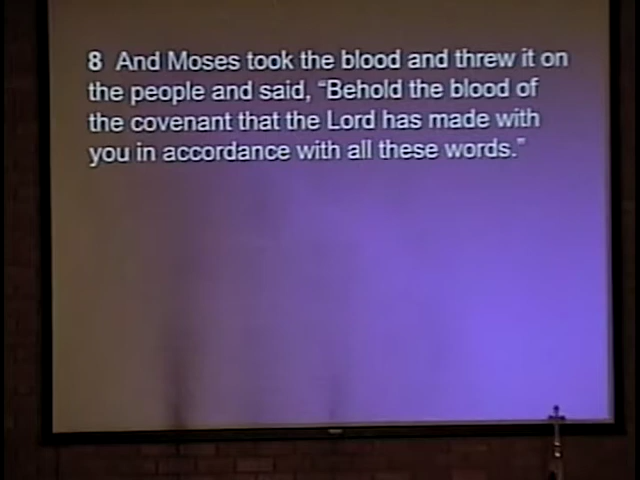 8 And Moses took the blood and threw it on
the people and said, “Behold the blood of
the covenant that the Lord has made with
you in accordance with all these words.”